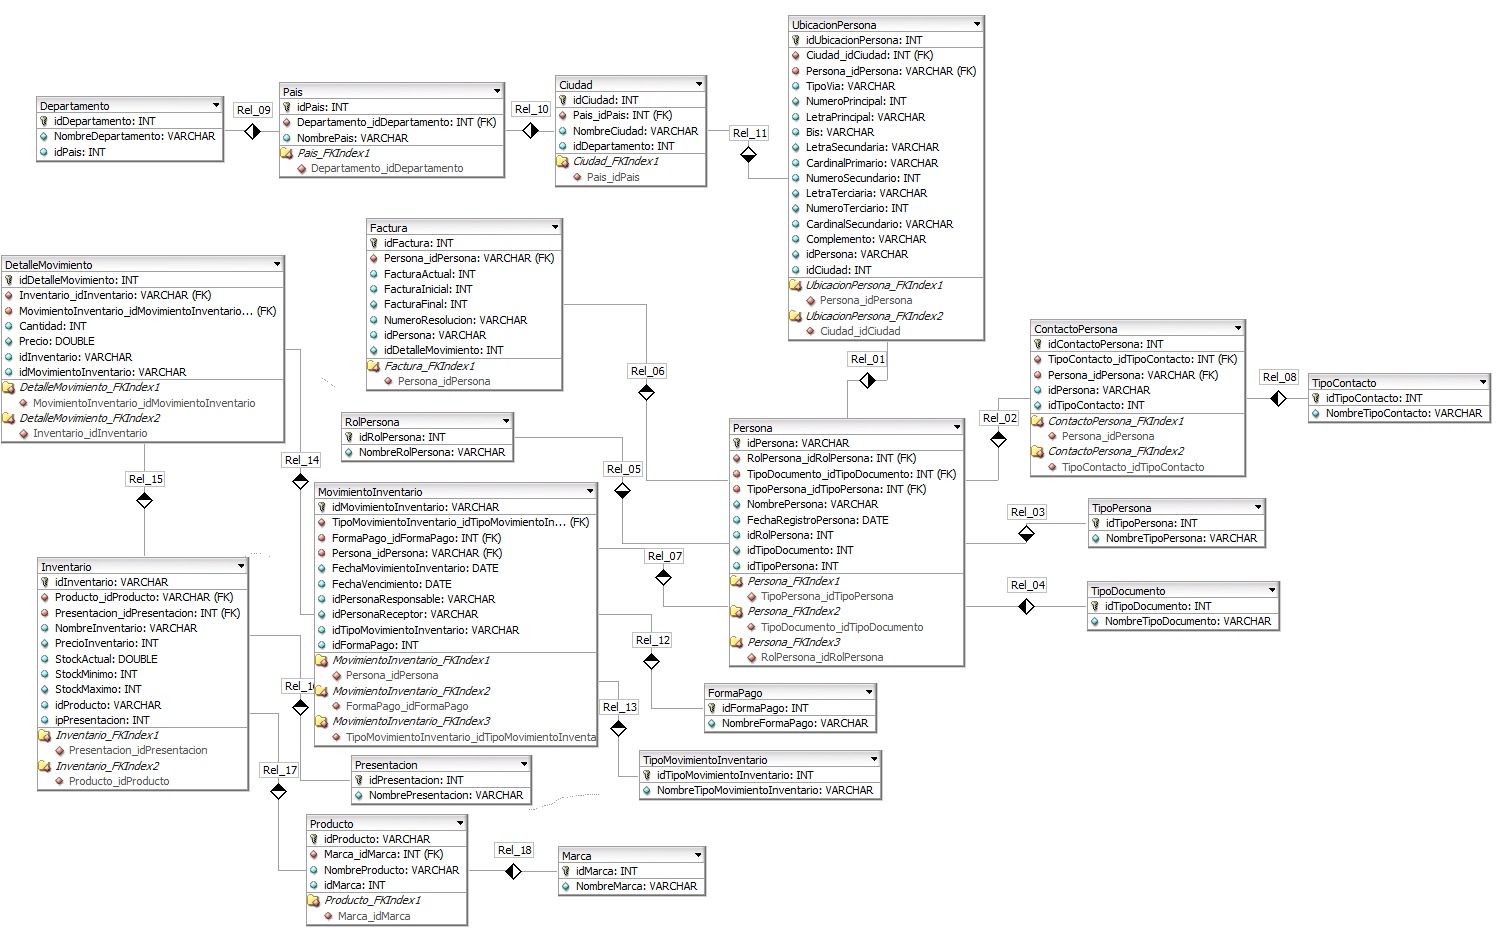 UbicacionPersona
idUbicacionPersona: INT
Ciudad_idCiudad: INT (FK)
Persona_idPersona: VARCHAR (FK)
TipoVia: VARCHAR
NumeroPrincipal: INT
LetraPrincipal: VARCHAR
Bis: VARCHAR
LetraSecundaria: VARCHAR
CardinalPrimario: VARCHAR
NumeroSecundario: INT
LetraTerciaria: VARCHAR
NumeroTerciario: INT
CardinalSecundario: VARCHAR
Complemento: VARCHAR
idPersona: VARCHAR
idCiudad: INT
UbicacionPersona_FKIndex1
Persona_idPersona
UbicacionPersona_FKIndex2
Ciudad_idCiudad
Departamento
idDepartamento: INT
NombreDepartamento: VARCHAR
idPais: INT
Rel_09
Pais
idPais: INT
Departamento_idDepartamento: INT (FK)
NombrePais: VARCHAR
Pais_FKIndex1
Departamento_idDepartamento
Rel_10
Ciudad
idCiudad: INT
Pais_idPais: INT (FK)
NombreCiudad: VARCHAR
idDepartamento: INT
Ciudad_FKIndex1
Pais_idPais
Rel_11
Factura
idFactura: INT
Persona_idPersona: VARCHAR (FK)
FacturaActual: INT
FacturaInicial: INT
FacturaFinal: INT
NumeroResolucion: VARCHAR
idPersona: VARCHAR
idDetalleMovimiento: INT
Factura_FKIndex1
Persona_idPersona
DetalleMovimiento
idDetalleMovimiento: INT
Inventario_idInventario: VARCHAR (FK)
MovimientoInventario_idMovimientoInventario... (FK)
Cantidad: INT
Precio: DOUBLE
idInventario: VARCHAR
idMovimientoInventario: VARCHAR
DetalleMovimiento_FKIndex1
MovimientoInventario_idMovimientoInventario
DetalleMovimiento_FKIndex2
Inventario_idInventario
Rel_06
Rel_01
ContactoPersona
idContactoPersona: INT
TipoContacto_idTipoContacto: INT (FK)
Persona_idPersona: VARCHAR (FK)
idPersona: VARCHAR
idTipoContacto: INT
ContactoPersona_FKIndex1
Persona_idPersona
ContactoPersona_FKIndex2
TipoContacto_idTipoContacto
Rel_08
TipoContacto
idTipoContacto: INT
NombreTipoContacto: VARCHAR
RolPersona
idRolPersona: INT
NombreRolPersona: VARCHAR
Rel_05
Rel_02
Persona
idPersona: VARCHAR
RolPersona_idRolPersona: INT (FK)
TipoDocumento_idTipoDocumento: INT (FK)
TipoPersona_idTipoPersona: INT (FK)
NombrePersona: VARCHAR
FechaRegistroPersona: DATE
idRolPersona: INT
idTipoDocumento: INT
idTipoPersona: INT
Persona_FKIndex1
TipoPersona_idTipoPersona
Persona_FKIndex2
TipoDocumento_idTipoDocumento
Persona_FKIndex3
RolPersona_idRolPersona
Rel_03
TipoPersona
idTipoPersona: INT
NombreTipoPersona: VARCHAR
Rel_04
TipoDocumento
idTipoDocumento: INT
NombreTipoDocumento: VARCHAR
Rel_15
Rel_14
MovimientoInventario
idMovimientoInventario: VARCHAR
TipoMovimientoInventario_idTipoMovimientoIn... (FK)
FormaPago_idFormaPago: INT (FK)
Persona_idPersona: VARCHAR (FK)
FechaMovimientoInventario: DATE
FechaVencimiento: DATE
idPersonaResponsable: VARCHAR
idPersonaReceptor: VARCHAR
idTipoMovimientoInventario: VARCHAR
idFormaPago: INT
MovimientoInventario_FKIndex1
Persona_idPersona
MovimientoInventario_FKIndex2
FormaPago_idFormaPago
MovimientoInventario_FKIndex3
TipoMovimientoInventario_idTipoMovimientoInventa
Rel_07
Rel_12
Rel_13
Inventario
idInventario: VARCHAR
Producto_idProducto: VARCHAR (FK)
Presentacion_idPresentacion: INT (FK)
NombreInventario: VARCHAR
PrecioInventario: INT
StockActual: DOUBLE
StockMinimo: INT
StockMaximo: INT
idProducto: VARCHAR
ipPresentacion: INT
Inventario_FKIndex1
Presentacion_idPresentacion
Inventario_FKIndex2
Producto_idProducto
FormaPago
idFormaPago: INT
NombreFormaPago: VARCHAR
TipoMovimientoInventario
idTipoMovimientoInventario: INT
NombreTipoMovimientoInventario: VARCHAR
Rel_17
Presentacion
idPresentacion: INT
NombrePresentacion: VARCHAR
Producto
idProducto: VARCHAR
Marca_idMarca: INT (FK)
NombreProducto: VARCHAR
idMarca: INT
Producto_FKIndex1
Marca_idMarca
Rel_18
Marca
idMarca: INT
NombreMarca: VARCHAR